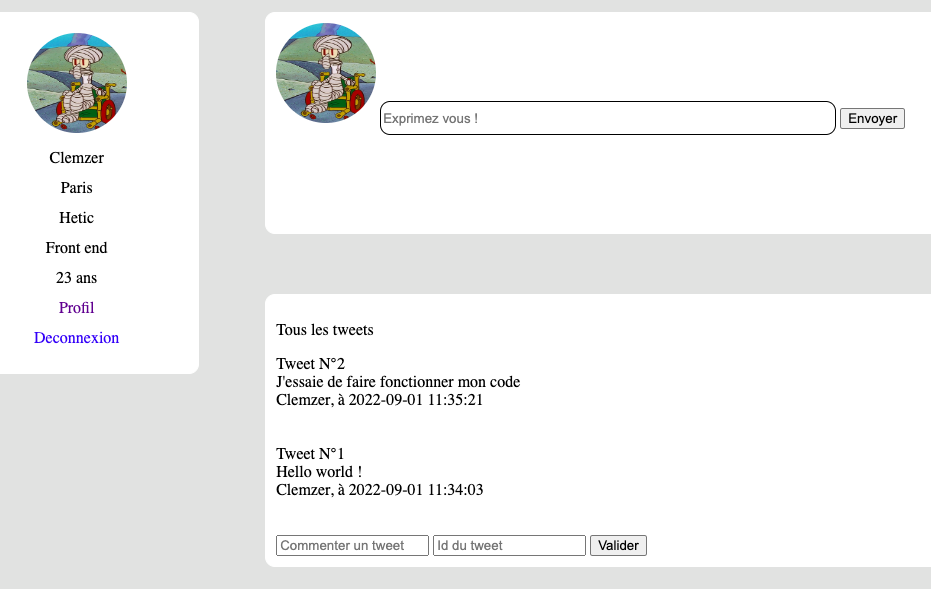 Clemzer
Paris
Hetic
Front end
23 ans
Profil
Deconnexion
Exprimez vous ! Envoyer
Tous les tweets
Tweet N°2
J'essaie de faire fonctionner mon code
Clemzer, à 2022-09-01 11:35:21
Tweet N°1
Hello world !
Clemzer, à 2022-09-01 11:34:03
Commenter un tweet Id du tweet Valider